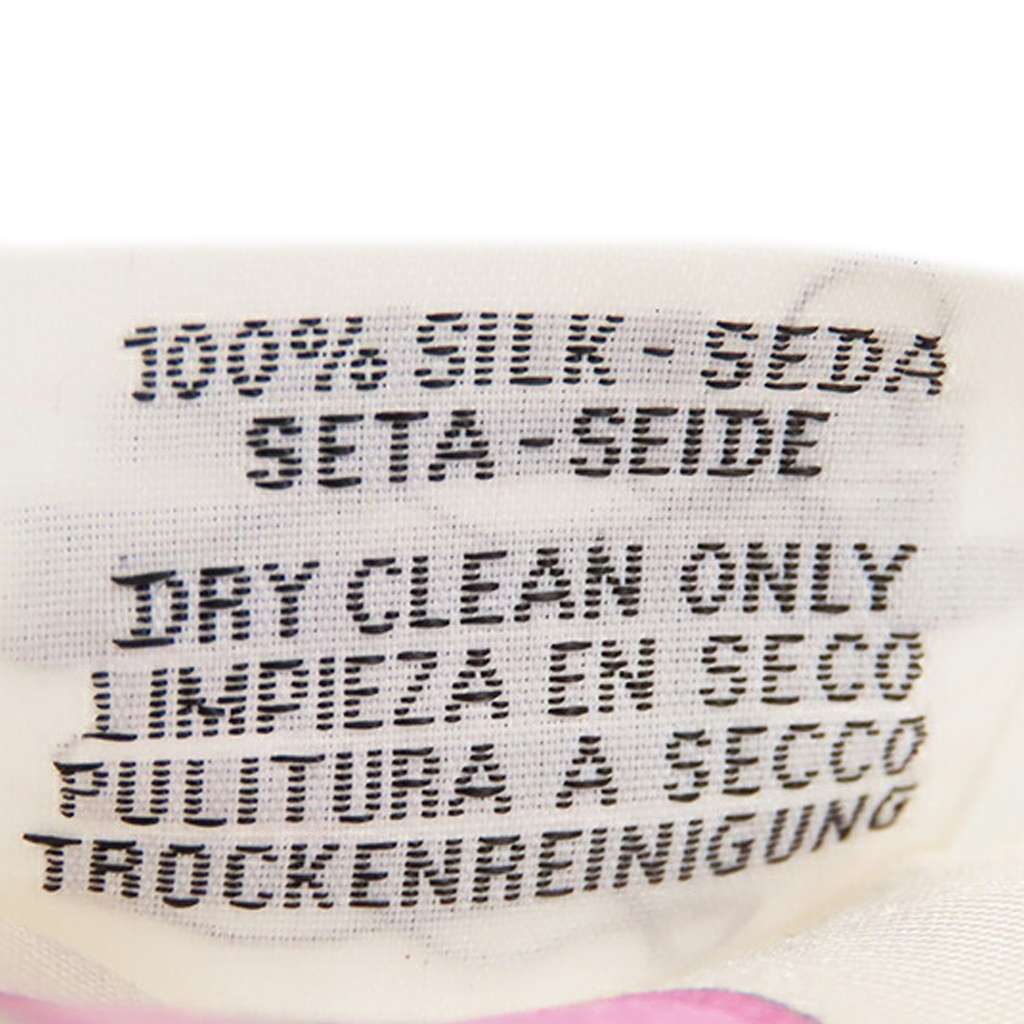 100% SILK - SEDA
SETA - SEIDE
DRY CLEAN ONLY
LIMPIEZA EN SECO
PULITURA A SECCO
TROCKENREINIGUNG